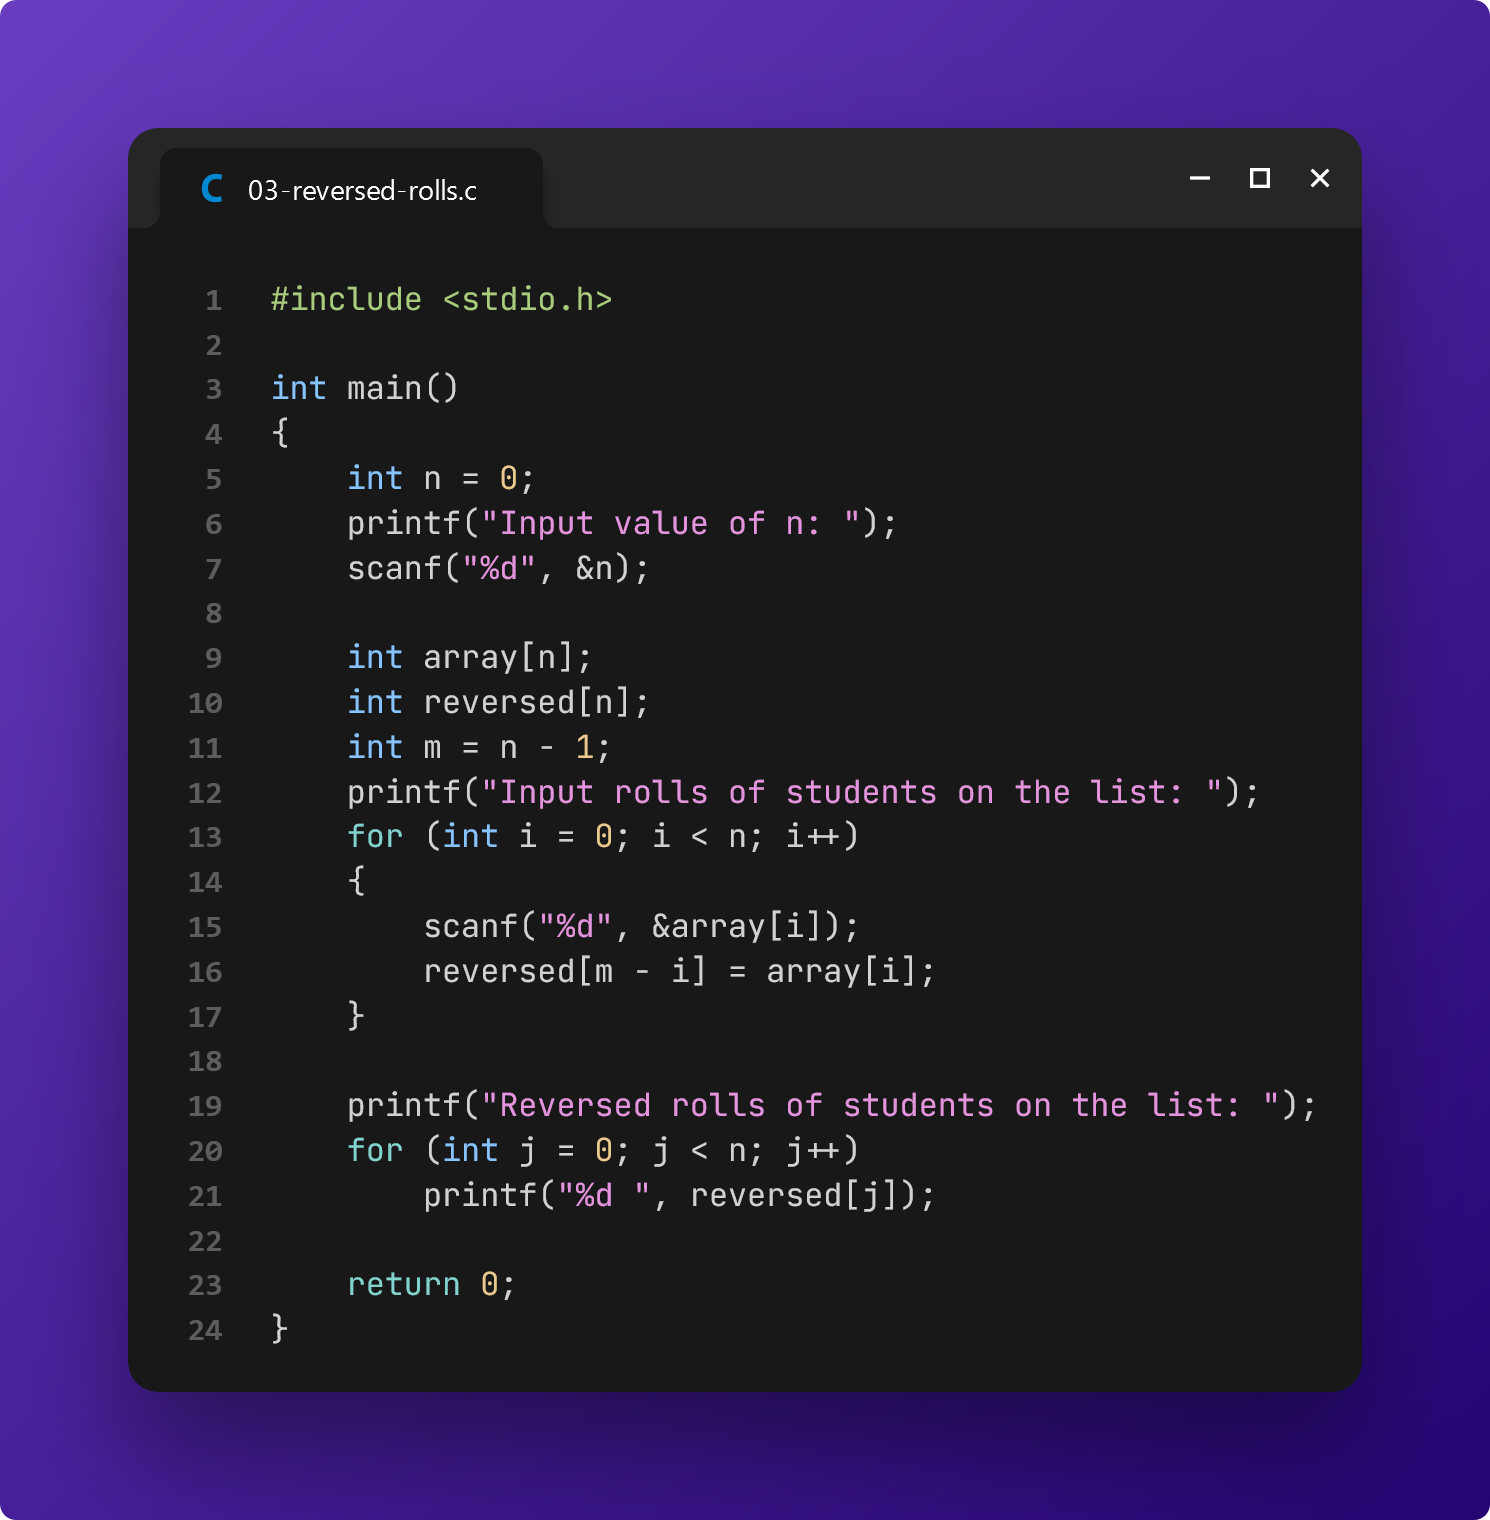 C 03-reversed-rolls.c
1 #include <stdio.h>
2
3 int main()
4 {
5     int n = 0;
6     printf("Input value of n: ");
7     scanf("%d", &n);
8
9     int array[n];
10     int reversed[n];
11     int m = n - 1;
12     printf("Input rolls of students on the list: ");
13     for (int i = 0; i < n; i++)
14     {
15         scanf("%d", &array[i]);
16         reversed[m - i] = array[i];
17     }
18
19     printf("Reversed rolls of students on the list: ");
20     for (int j = 0; j < n; j++)
21         printf("%d ", reversed[j]);
22
23     return 0;
24 }